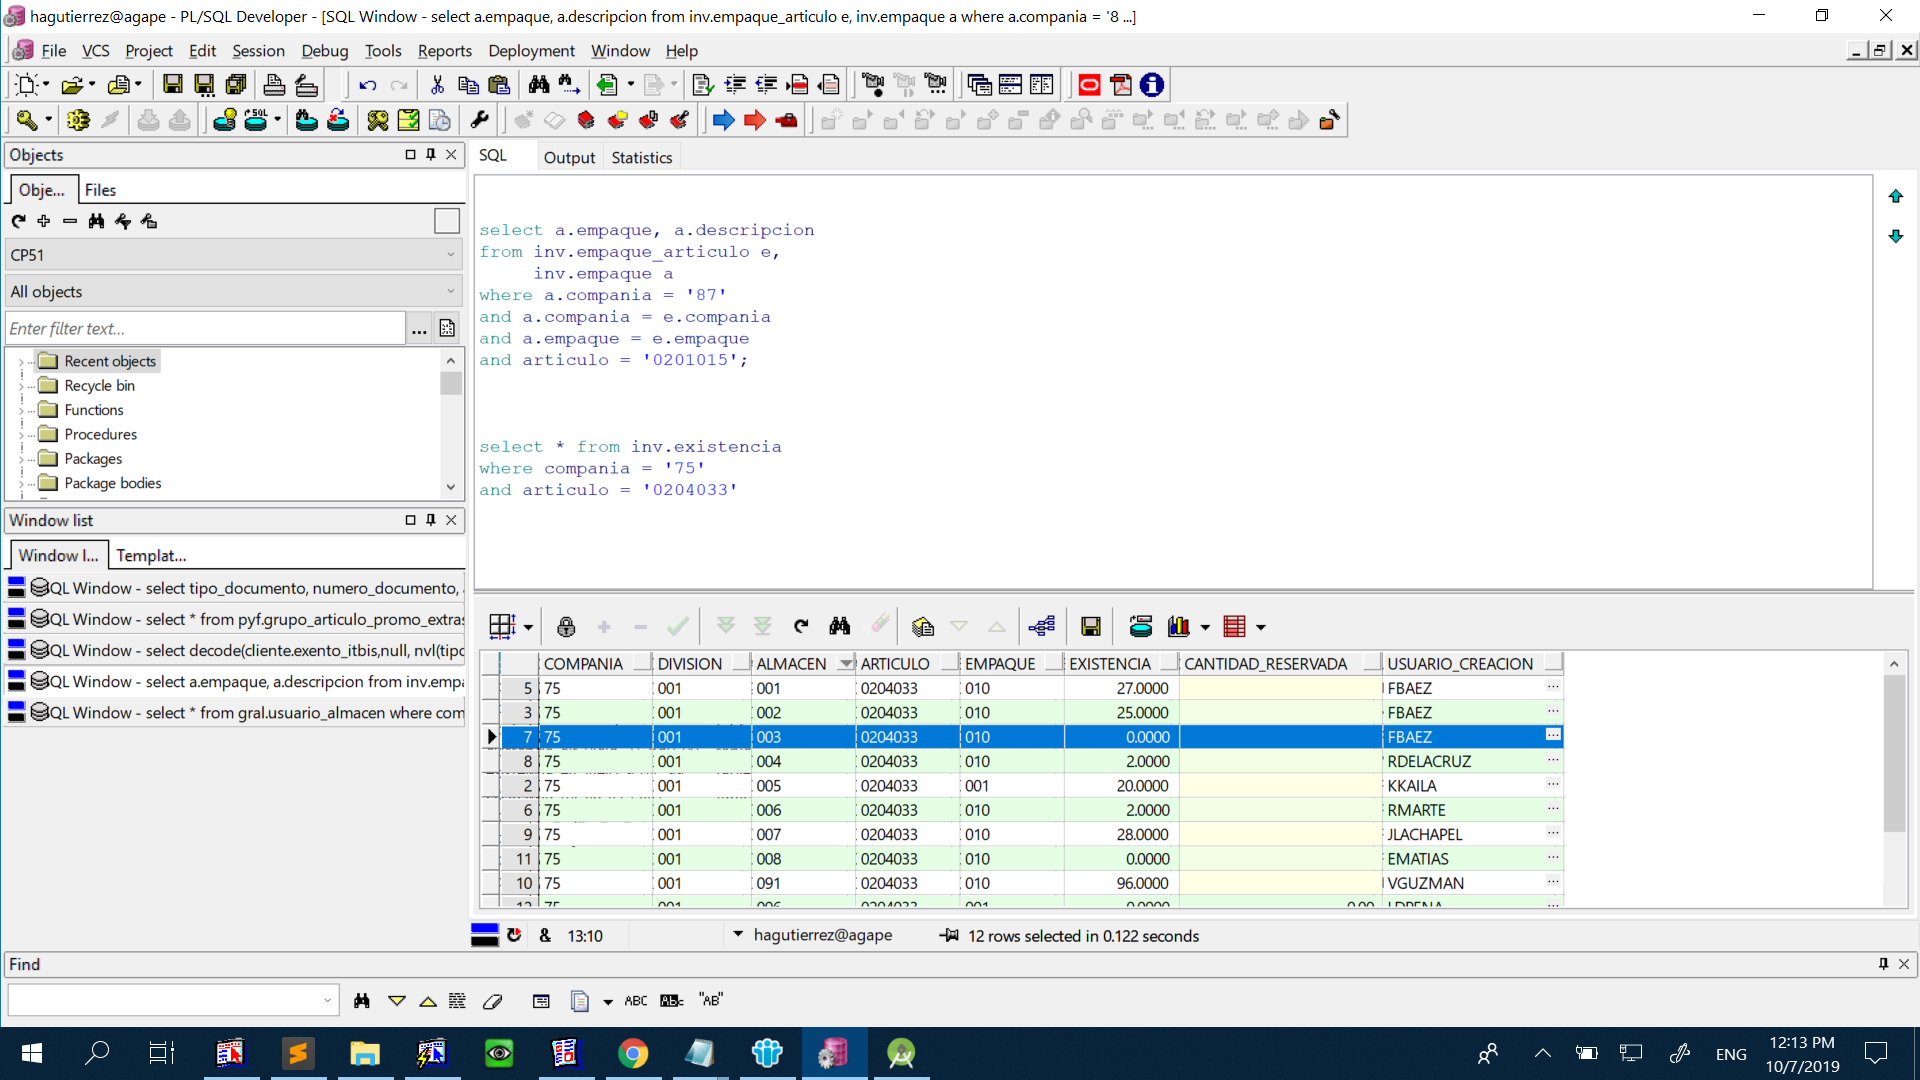 hagutierrez@agape - PL/SQL Developer - [SQL Window - select a.empaque, a.descripcion from inv.empaque_articulo e, inv.empaque a where a.compania = '8 ...]
File VCS Project Edit Session Debug Tools Reports Deployment Window Help
Objects
Obje... Files
CP51
All objects
Enter filter text...
Recent objects
Recycle bin
Functions
Procedures
Packages
Package bodies
Window list
Window l... Templat...
QL Window - select tipo_documento, numero_documento,
QL Window - select * from pyf.grupo_articulo_promo_extras
QL Window - select decode(cliente.exento_itbis,null, nvl(tipo
QL Window - select a.empaque, a.descripcion from inv.empa
QL Window - select * from gral.usuario_almacen where com
SQL Output Statistics
select a.empaque, a.descripcion
from inv.empaque_articulo e,
inv.empaque a
where a.compania = '87'
and a.compania = e.compania
and a.empaque = e.empaque
and articulo = '0201015';
select * from inv.existencia
where compania = '75'
and articulo = '0204033'
COMPANIA DIVISION ALMACEN ARTICULO EMPAQUE EXISTENCIA CANTIDAD_RESERVADA USUARIO_CREACION
5 75 001 001 0204033 010 27.0000 FBAEZ ...
3 75 001 002 0204033 010 25.0000 FBAEZ ...
7 75 001 003 0204033 010 0.0000 FBAEZ ...
8 75 001 004 0204033 010 2.0000 RDELACRUZ ...
2 75 001 005 0204033 001 20.0000 KKAILA ...
6 75 001 006 0204033 010 2.0000 RMARTE ...
9 75 001 007 0204033 010 28.0000 JLACHAPEL ...
11 75 001 008 0204033 010 0.0000 EMATIAS ...
10 75 001 091 0204033 010 96.0000 VGUZMAN ...
& 13:10 hagutierrez@agape 12 rows selected in 0.122 seconds
Find
ABC "AB"
ENG
12:13 PM
10/7/2019